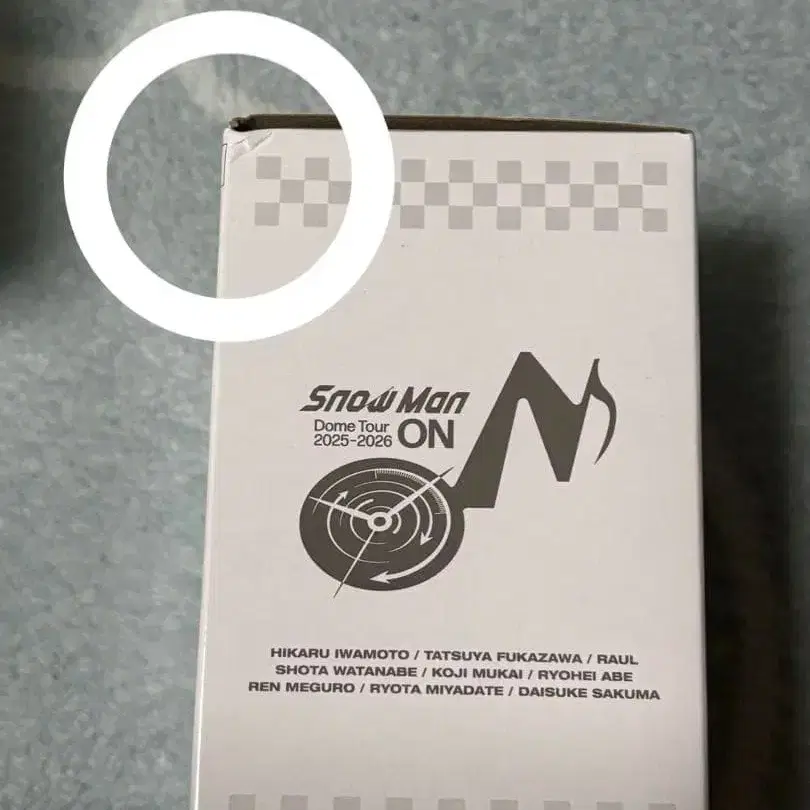 Snow Man
Dome Tour
2025-2026 ON
HIKARU IWAMOTO / TATSUYA FUKAZAWA / RAUL
SHOTA WATANABE / KOJI MUKAI / RYOHEI ABE
REN MEGURO / RYOTA MIYADATE / DAISUKE SAKUMA